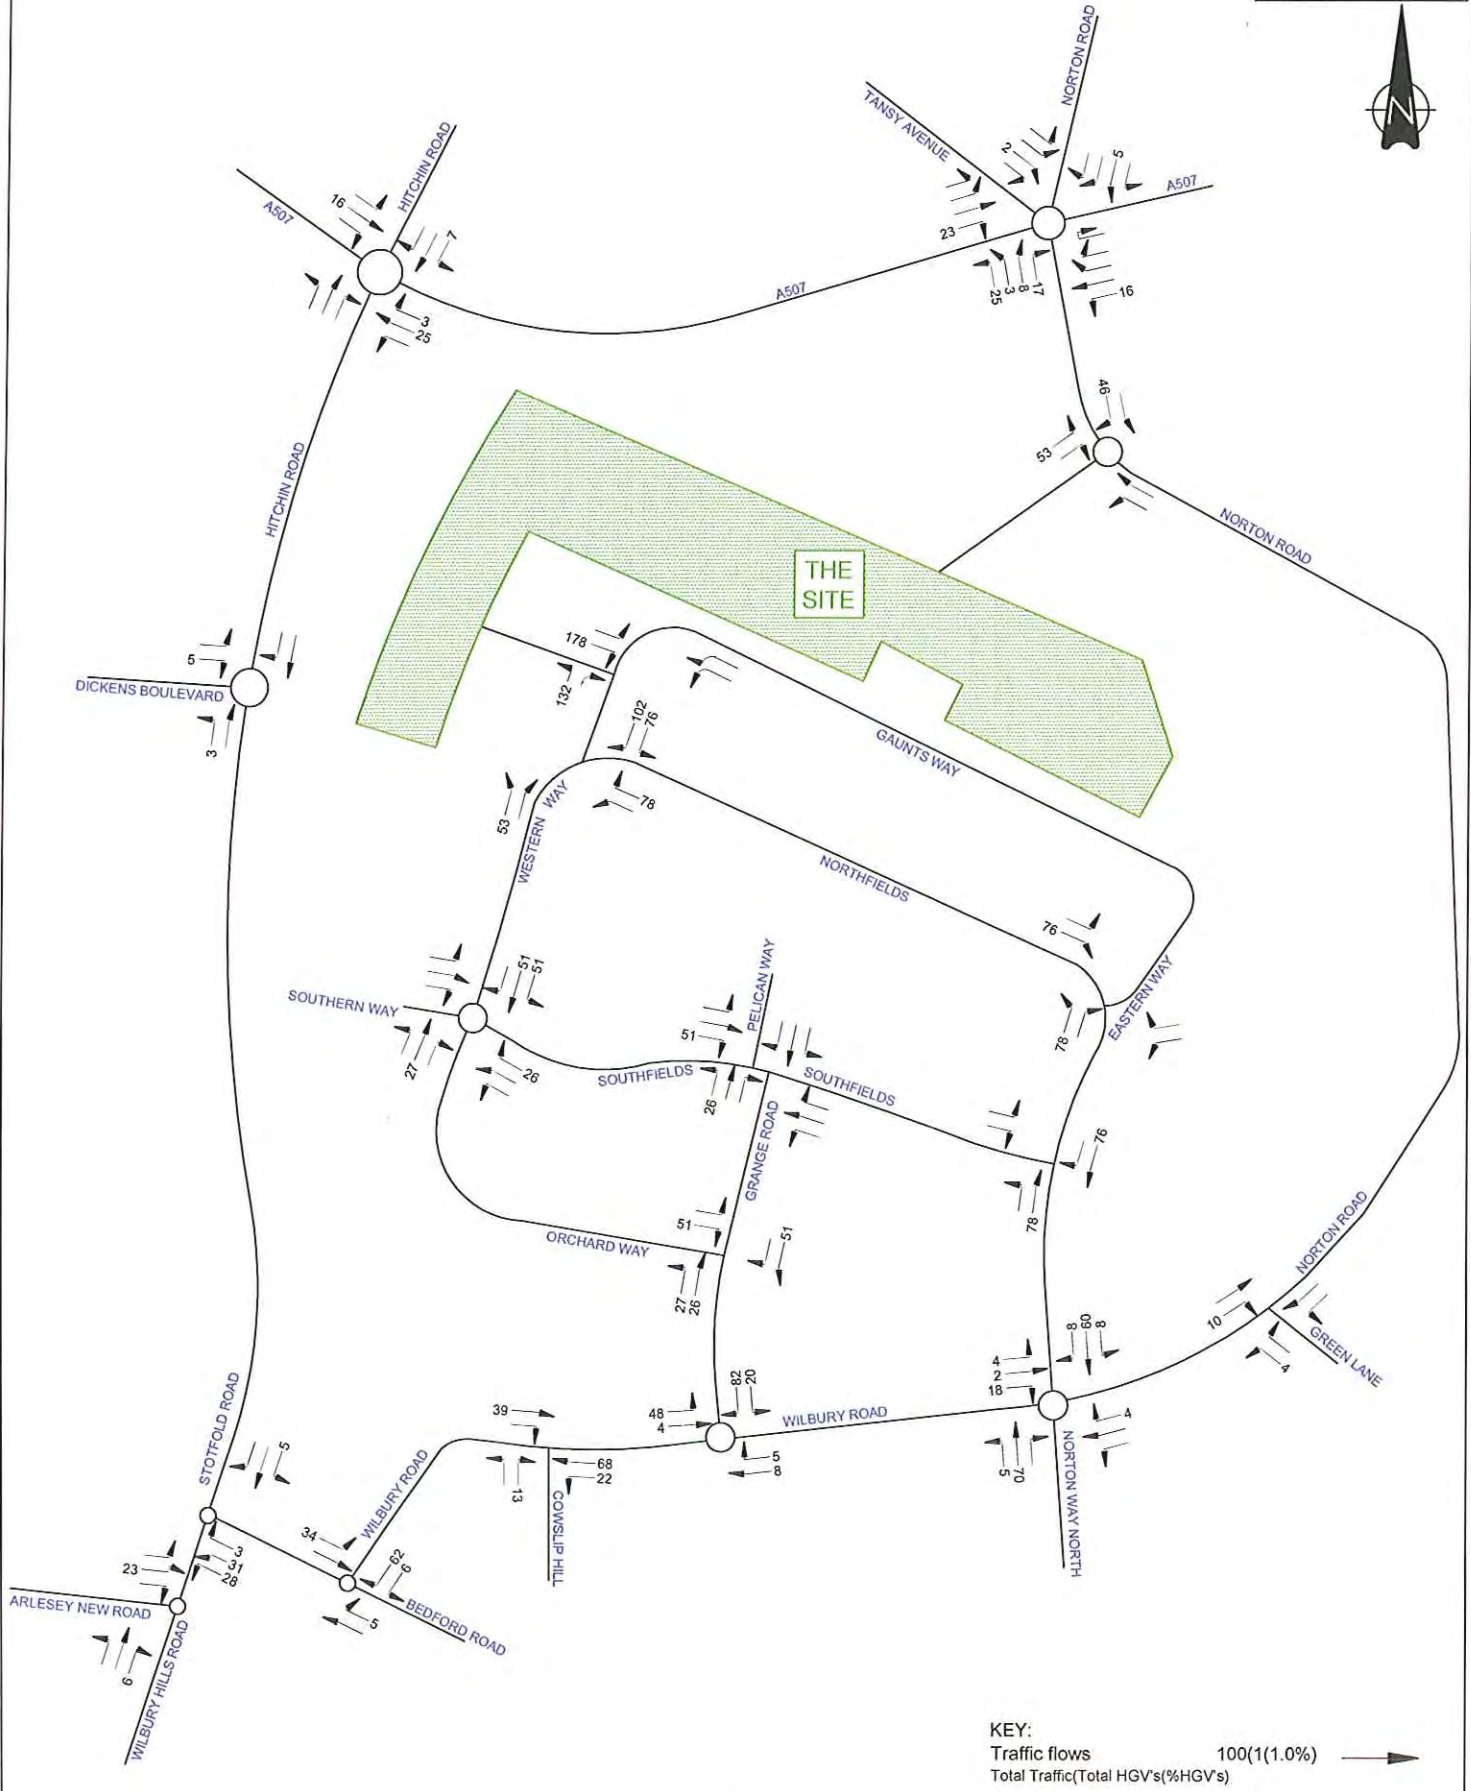 NORTON ROAD
TANSY AVENUE
2
5
A507
23
25
3
8
17
16
HITCHIN ROAD
A507
16
7
3
25
A507
46
53
NORTON ROAD
HITCHIN ROAD
THE
SITE
5
DICKENS BOULEVARD
3
178
132
102
76
GAUNTS WAY
78
53
WESTERN WAY
NORTHFIELDS
76
EASTERN WAY
78
51
51
SOUTHERN WAY
27
26
PELICAN WAY
51
SOUTHFIELDS
SOUTHFIELDS
26
GRANGE ROAD
76
78
51
51
ORCHARD WAY
27
26
NORTON ROAD
10
GREEN LANE
4
8
60
8
4
2
18
82
20
48
4
WILBURY ROAD
4
5
70
NORTON WAY NORTH
5
8
39
68
22
13
COWSLIP HILL
STOTFOLD ROAD
5
WILBURY ROAD
34
62
6
BEDFORD ROAD
5
3
31
28
23
ARLESEY NEW ROAD
6
WILBURY HILLS ROAD
N
KEY:
Traffic flows 100(1(1.0%)
Total Traffic(Total HGV's(%HGV's)